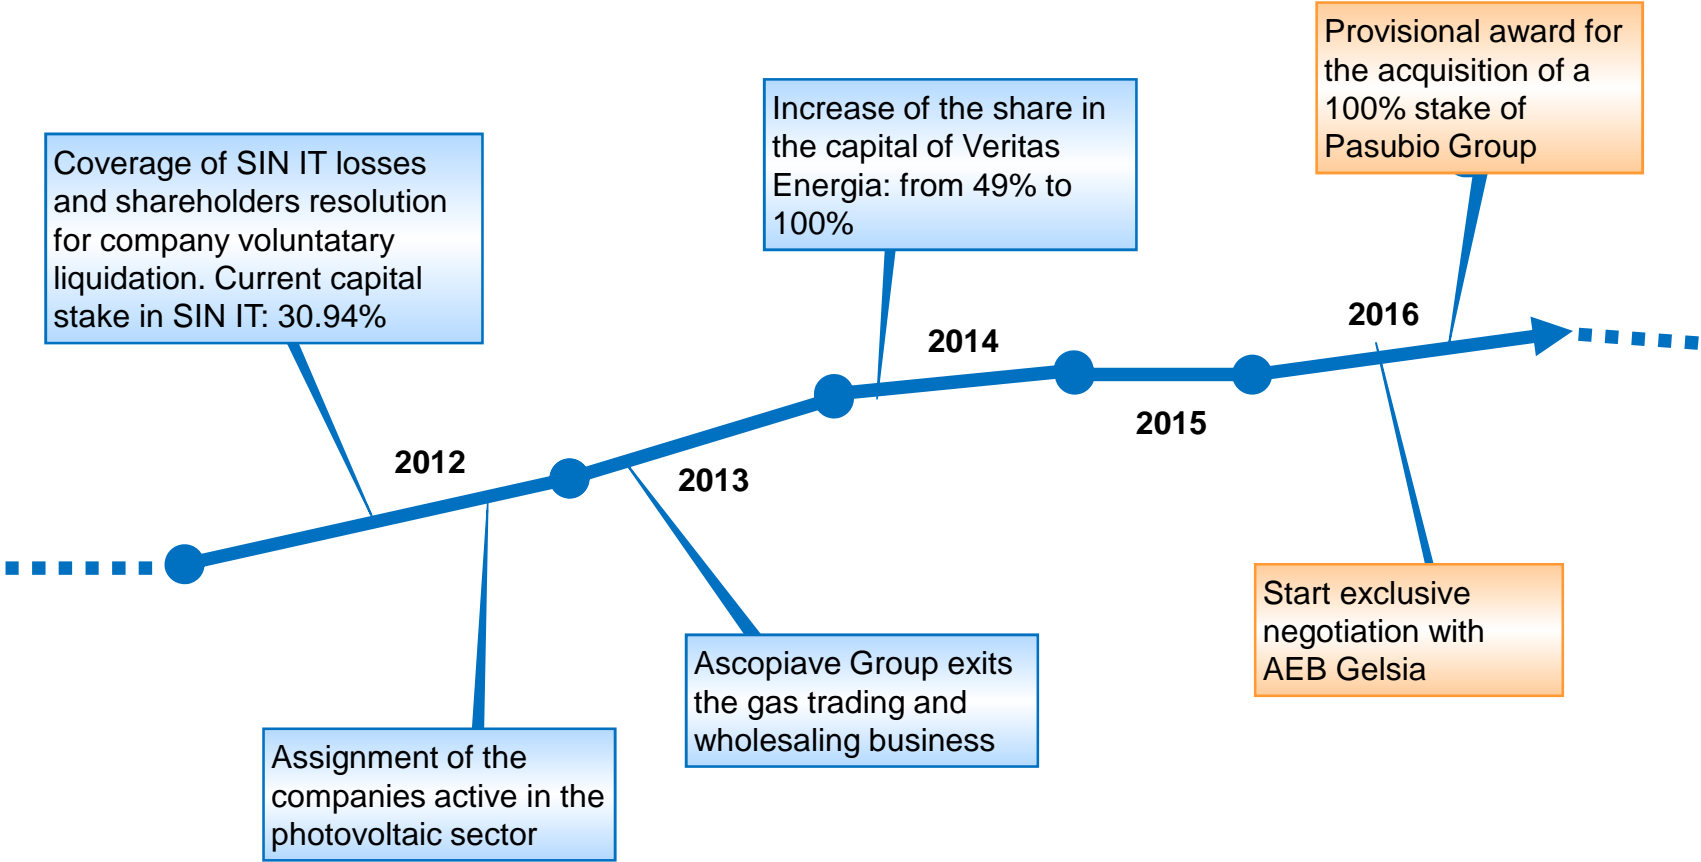 Provisional award for
the acquisition of a
100% stake of
Pasubio Group
Increase of the share in
the capital of Veritas
Energia: from 49% to
100%
Coverage of SIN IT losses
and shareholders resolution
for company voluntatary
liquidation. Current capital
stake in SIN IT: 30.94%
2016
2014
2015
2012
2013
Start exclusive
negotiation with
AEB Gelsia
Ascopiave Group exits
the gas trading and
wholesaling business
Assignment of the
companies active in the
photovoltaic sector